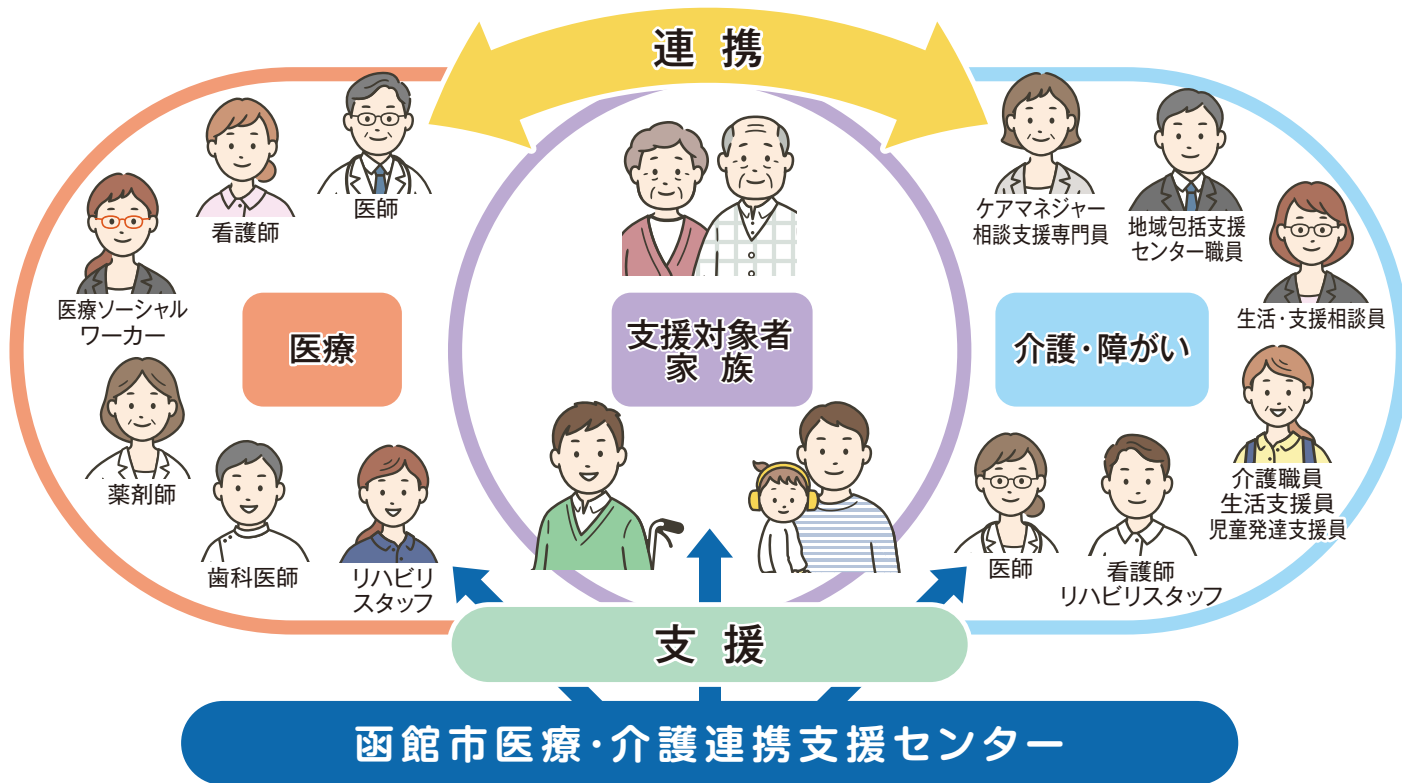 連携
医師
看護師
医療ソーシャル
ワーカー
医療
薬剤師
歯科医師
リハビリ
スタッフ
支援対象者
家族
ケアマネジャー
相談支援専門員
地域包括支援
センター職員
生活・支援相談員
介護・障がい
介護職員
生活支援員
児童発達支援員
医師
看護師
リハビリスタッフ
支援
函館市医療・介護連携支援センター